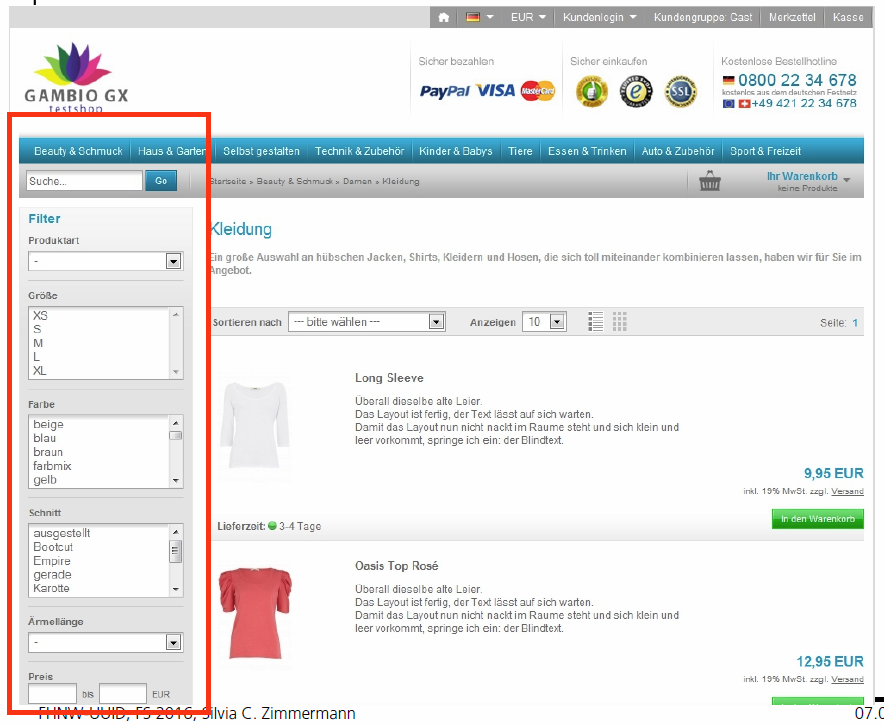 EUR Kundenlogin Kundengruppe: Gast Merkzettel Kasse
GAMBIO GX
testshop
Sicher bezahlen
PayPal VISA MasterCard
Sicher einkaufen
SSL
Kostenlose Bestellhotline
0800 22 34 678
kostenlos aus dem deutschen Festnetz
+49 421 22 34 678
Beauty & Schmuck Haus & Garten Selbst gestalten Technik & Zubehör Kinder & Babys Tiere Essen & Trinken Auto & Zubehör Sport & Freizeit
Suche... Go
Startseite » Beauty & Schmuck » Damen » Kleidung
Ihr Warenkorb
keine Produkte
Filter
Produktart
-
Größe
XS
S
M
L
XL
Farbe
beige
blau
braun
farbmix
gelb
Schnitt
ausgestellt
Bootcut
Empire
gerade
Karotte
Ärmellänge
-
Preis
bis EUR
Kleidung
Ein große Auswahl an hübschen Jacken, Shirts, Kleidern und Hosen, die sich toll miteinander kombinieren lassen, haben wir für Sie im
Angebot.
Sortieren nach --- bitte wählen --- Anzeigen 10 Seite: 1
Long Sleeve
Überall dieselbe alte Leier.
Das Layout ist fertig, der Text lässt auf sich warten.
Damit das Layout nun nicht nackt im Raume steht und sich klein und
leer vorkommt, springe ich ein: der Blindtext.
9,95 EUR
inkl. 19% MwSt. zzgl. Versand
In den Warenkorb
Lieferzeit: 3-4 Tage
Oasis Top Rosé
Überall dieselbe alte Leier.
Das Layout ist fertig, der Text lässt auf sich warten.
Damit das Layout nun nicht nackt im Raume steht und sich klein und
leer vorkommt, springe ich ein: der Blindtext.
12,95 EUR
inkl. 19% MwSt. zzgl. Versand
FHNW-UUID, FS 2016, Silvia C. Zimmermann
07.0